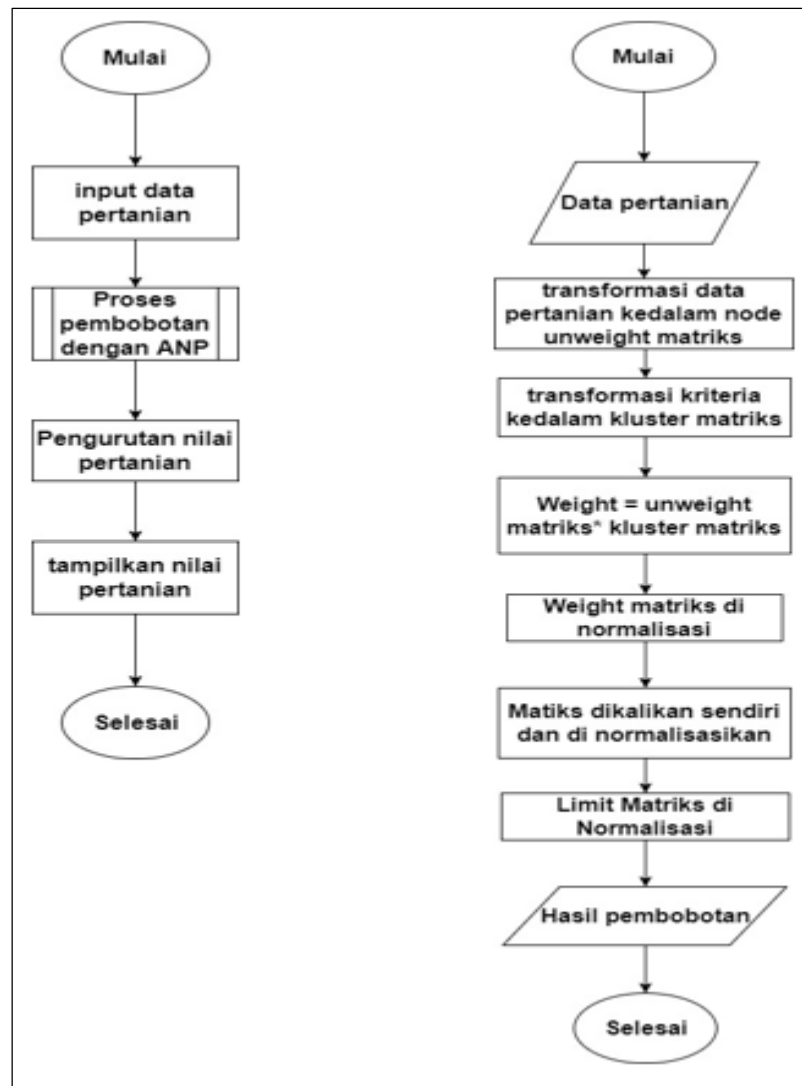 Mulai
input data
pertanian
Proses
pembobotan
dengan ANP
Pengurutan nilai
pertanian
tampilkan nilai
pertanian
Selesai
Mulai
Data pertanian
transformasi data
pertanian kedalam node
unweight matriks
transformasi kriteria
kedalam kluster matriks
Weight = unweight
matriks* kluster matriks
Weight matriks di
normalisasi
Matiks dikalikan sendiri
dan di normalisasikan
Limit Matriks di
Normalisasi
Hasil pembobotan
Selesai